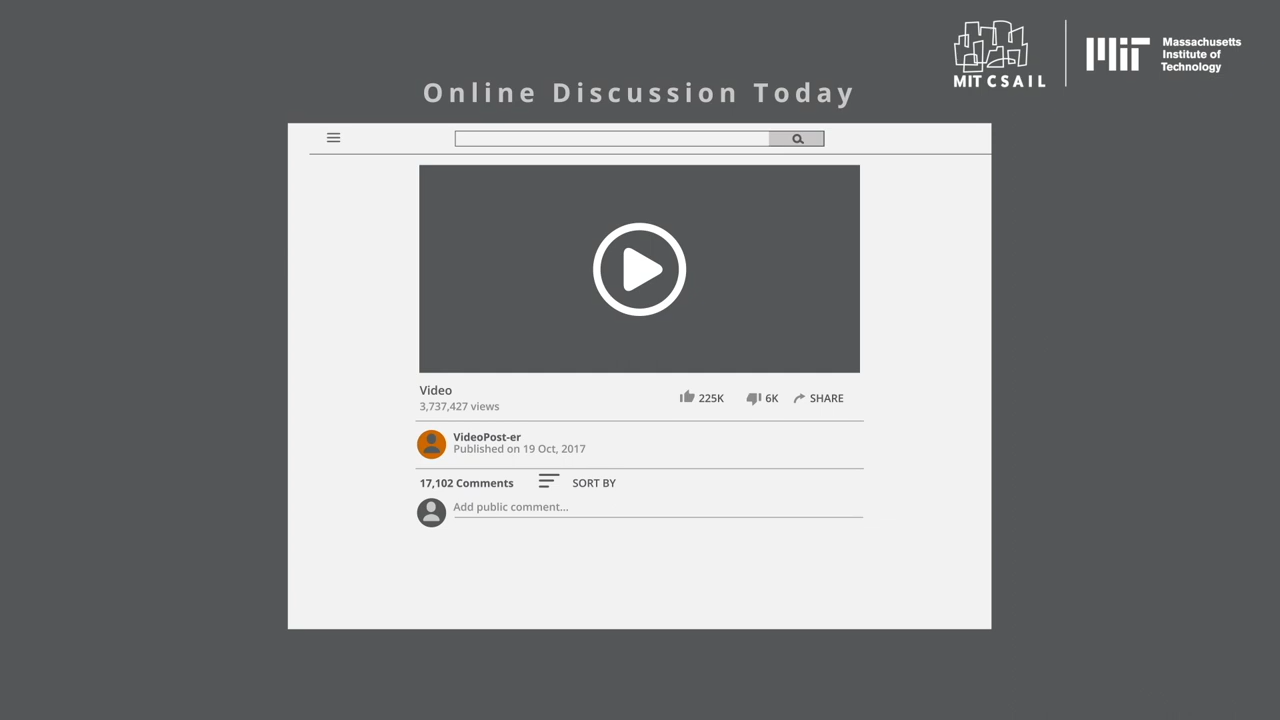 MIT CSAIL
Massachusetts
Institute of
Technology
Online Discussion Today
Video
3,737,427 views
225K
6K
SHARE
VideoPost-er
Published on 19 Oct, 2017
17,102 Comments
SORT BY
Add public comment...